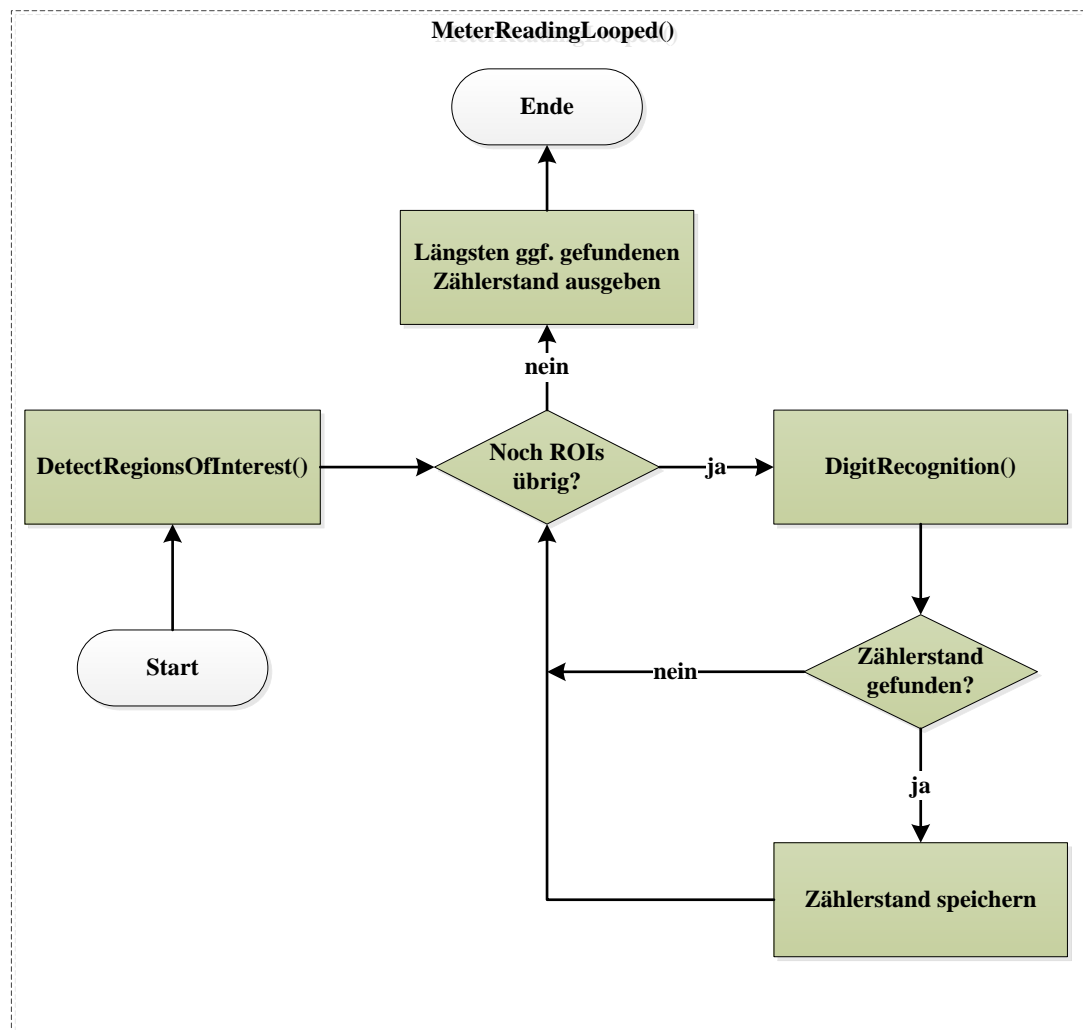 MeterReadingLooped()
Ende
Längsten ggf. gefundenen
Zählerstand ausgeben
nein
DetectRegionsOfInterest()
Noch ROIs
übrig?
ja
DigitRecognition()
Start
nein
Zählerstand
gefunden?
ja
Zählerstand speichern